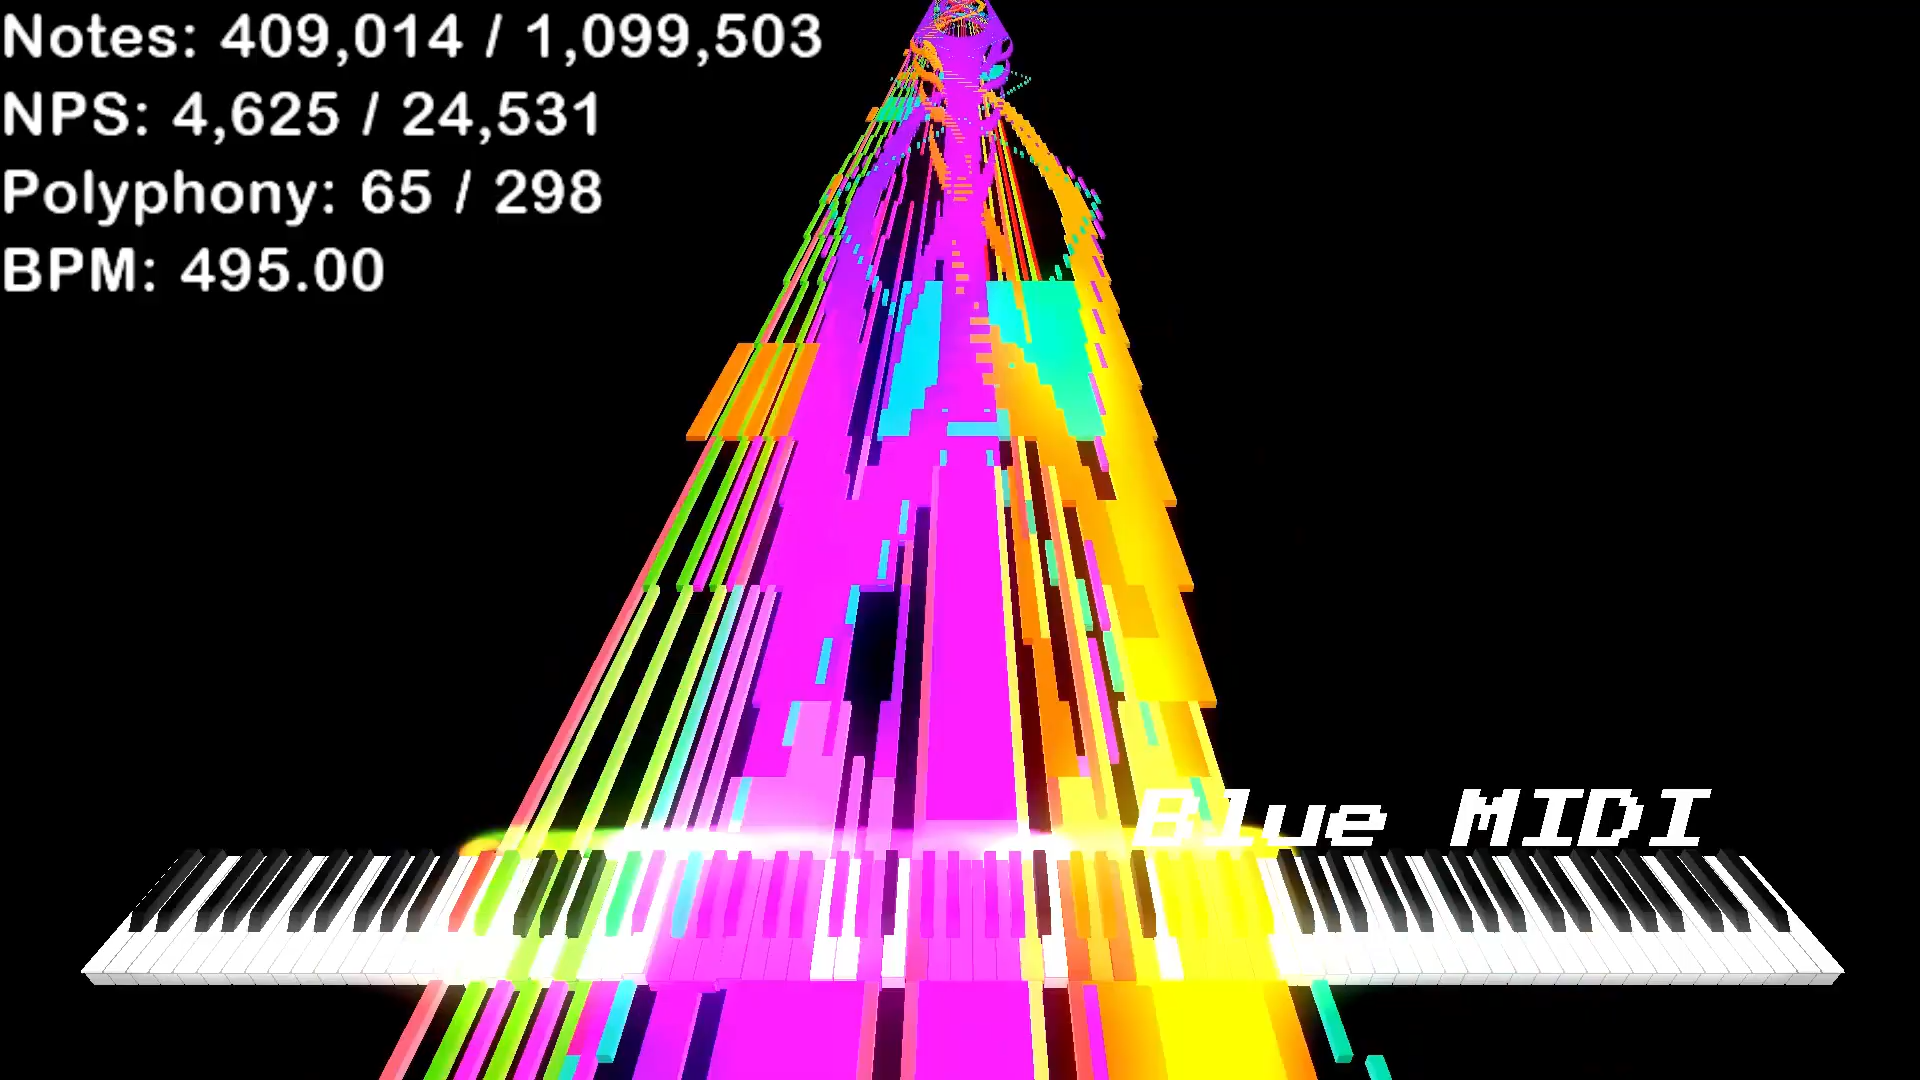 Notes: 409,014 / 1,099,503
NPS: 4,625 / 24,531
Polyphony: 65 / 298
BPM: 495.00
Blue MIDI